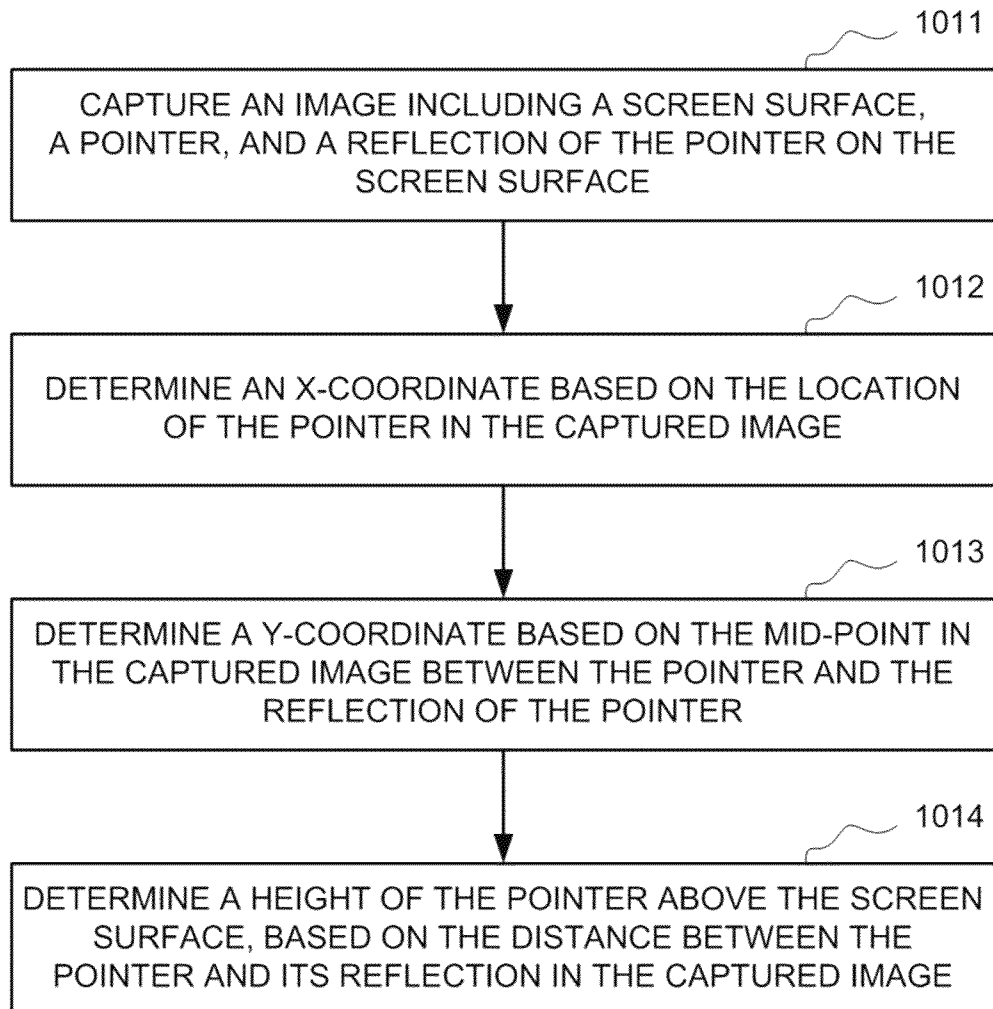 1011
CAPTURE AN IMAGE INCLUDING A SCREEN SURFACE,
A POINTER, AND A REFLECTION OF THE POINTER ON THE
SCREEN SURFACE
1012
DETERMINE AN X-COORDINATE BASED ON THE LOCATION
OF THE POINTER IN THE CAPTURED IMAGE
1013
DETERMINE A Y-COORDINATE BASED ON THE MID-POINT IN
THE CAPTURED IMAGE BETWEEN THE POINTER AND THE
REFLECTION OF THE POINTER
1014
DETERMINE A HEIGHT OF THE POINTER ABOVE THE SCREEN
SURFACE, BASED ON THE DISTANCE BETWEEN THE
POINTER AND ITS REFLECTION IN THE CAPTURED IMAGE